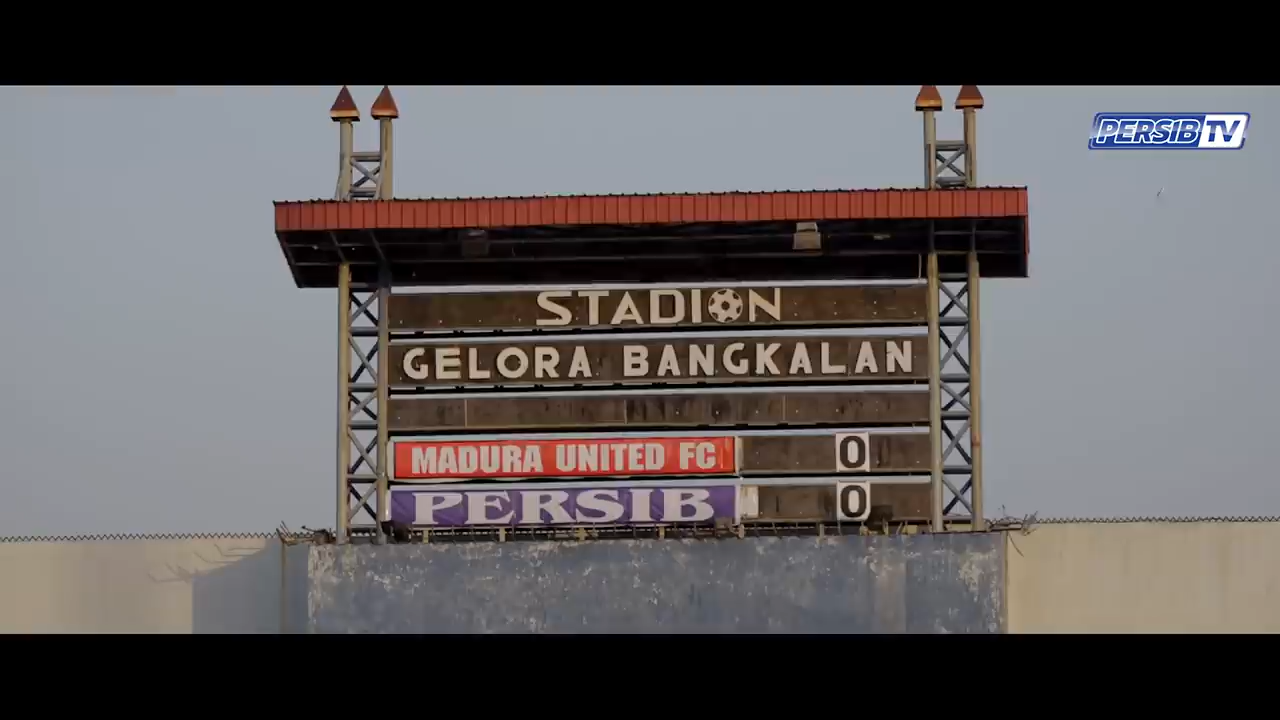 PERSIB TV
STADION
GELORA BANGKALAN
MADURA UNITED FC 0
PERSIB 0